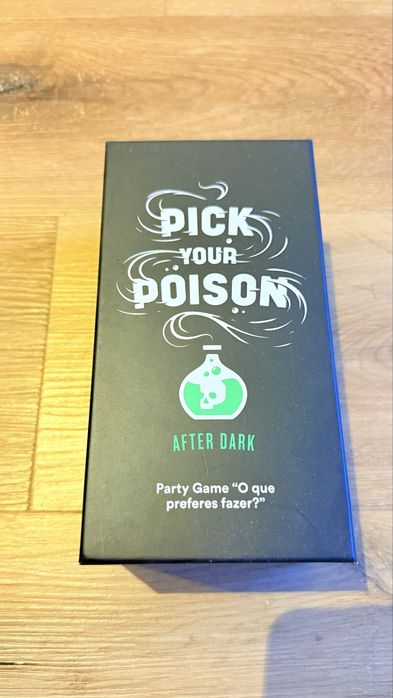 PICK
YOUR
POISON
AFTER DARK
Party Game “O que
preferes fazer?”